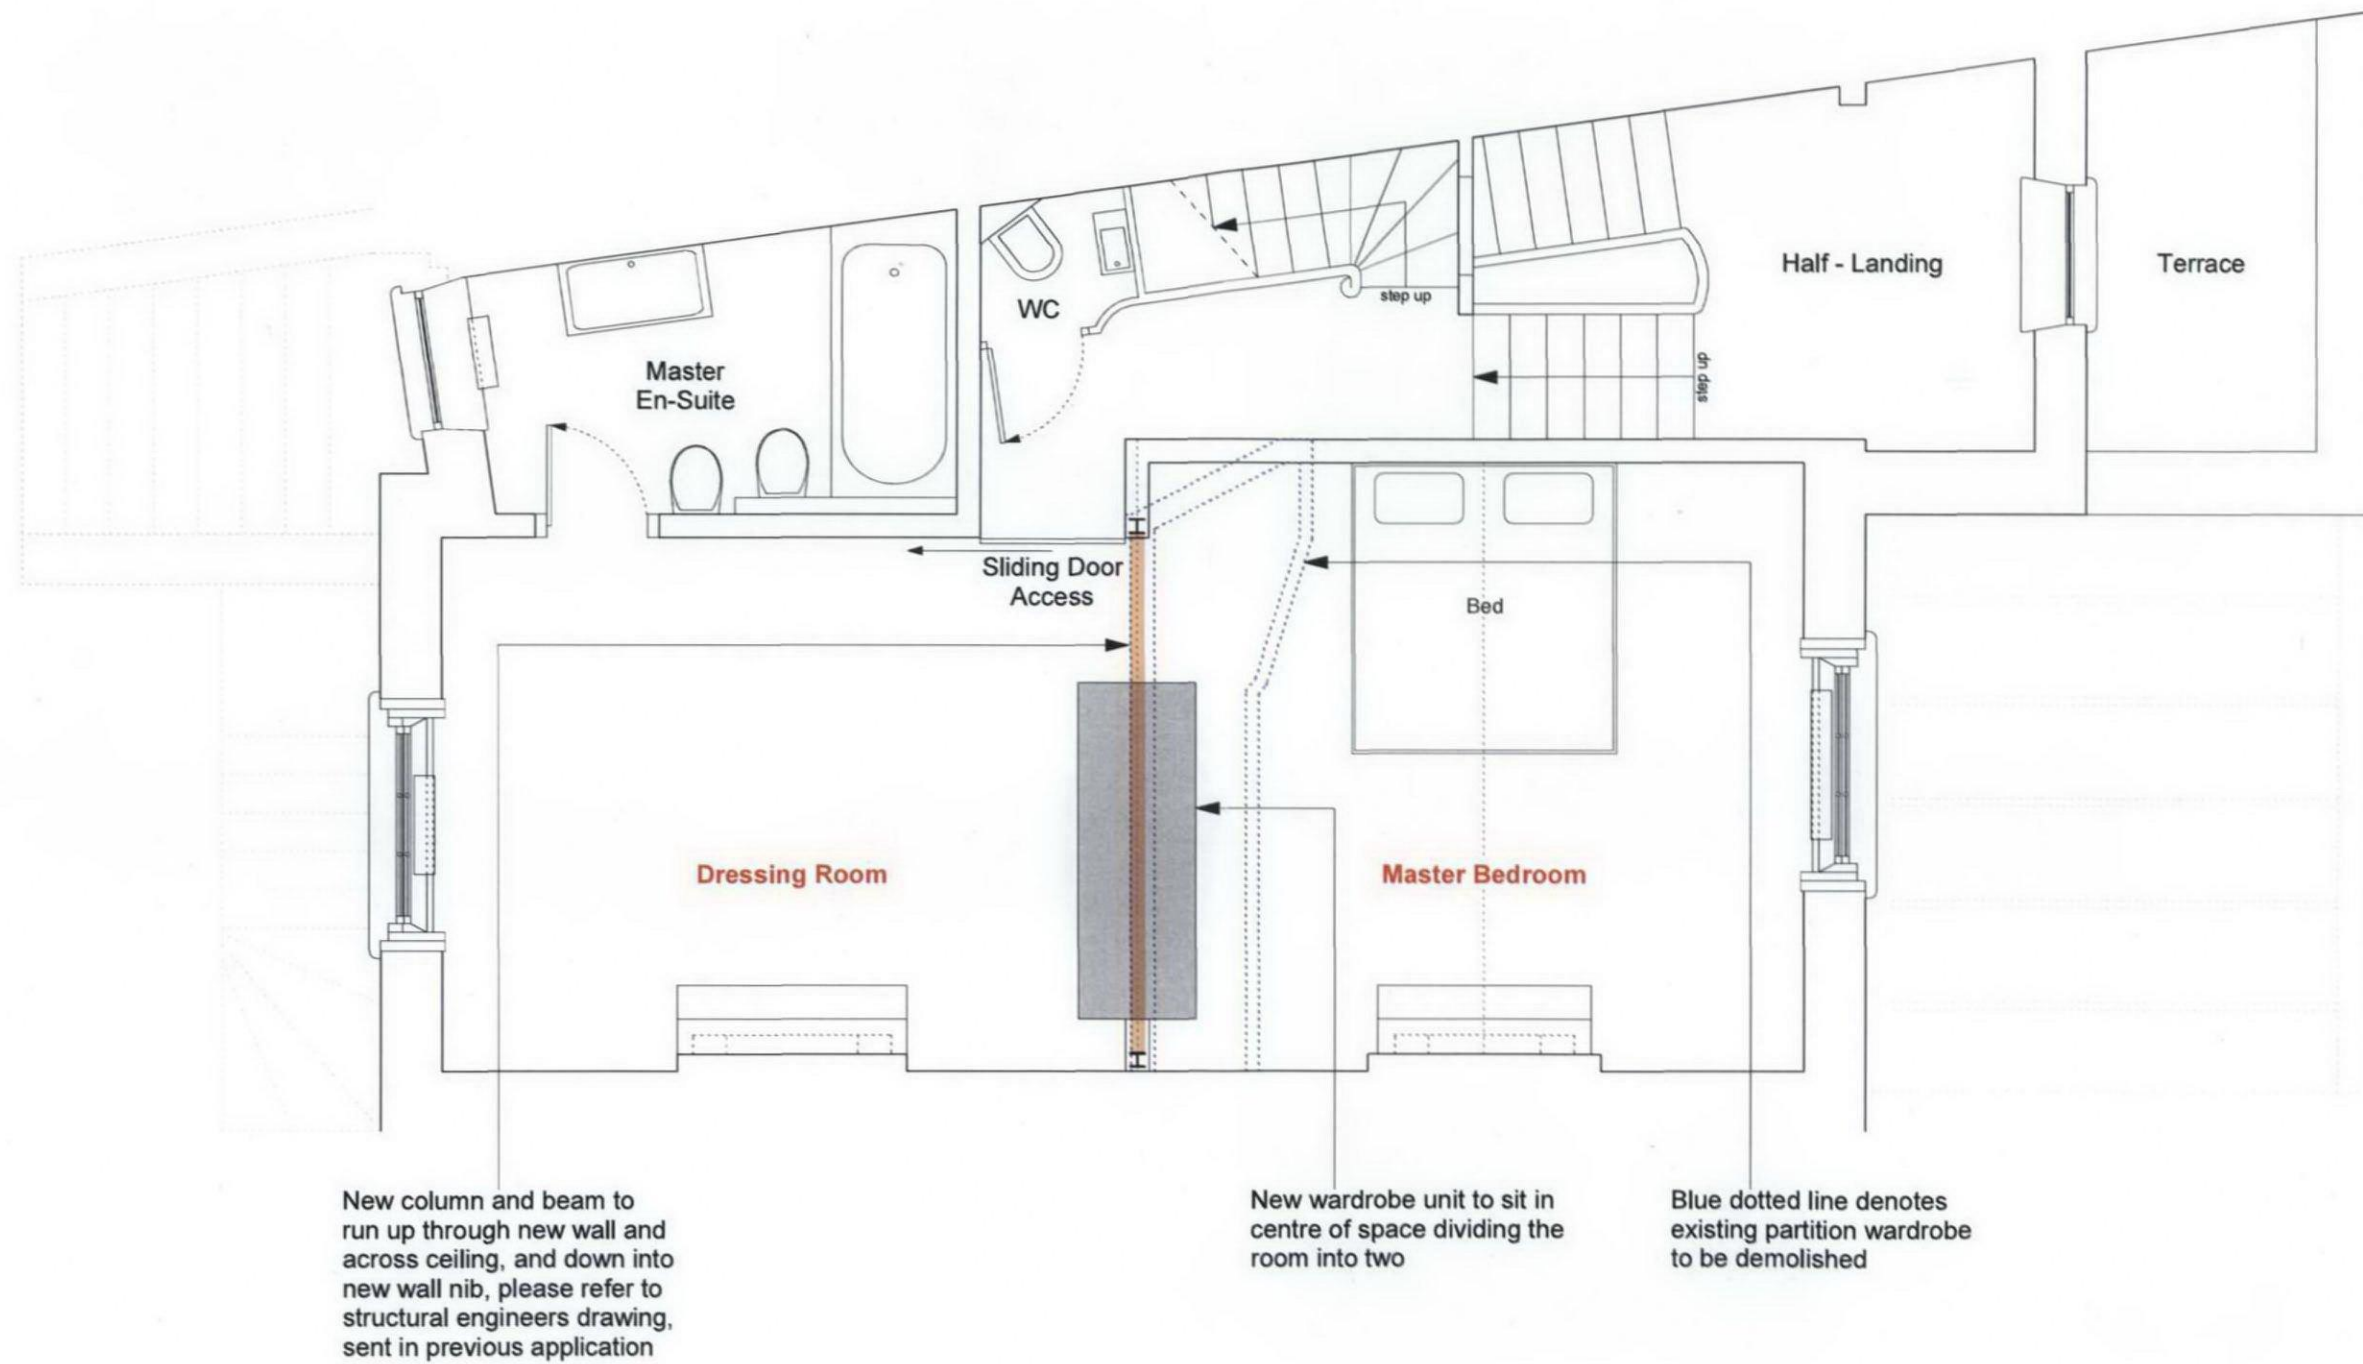 Half - Landing
Terrace
step up
WC
step up
Master
En-Suite
Sliding Door
Access
Bed
Dressing Room
Master Bedroom
New column and beam to
run up through new wall and
across ceiling, and down into
new wall nib, please refer to
structural engineers drawing,
sent in previous application
New wardrobe unit to sit in
centre of space dividing the
room into two
Blue dotted line denotes
existing partition wardrobe
to be demolished